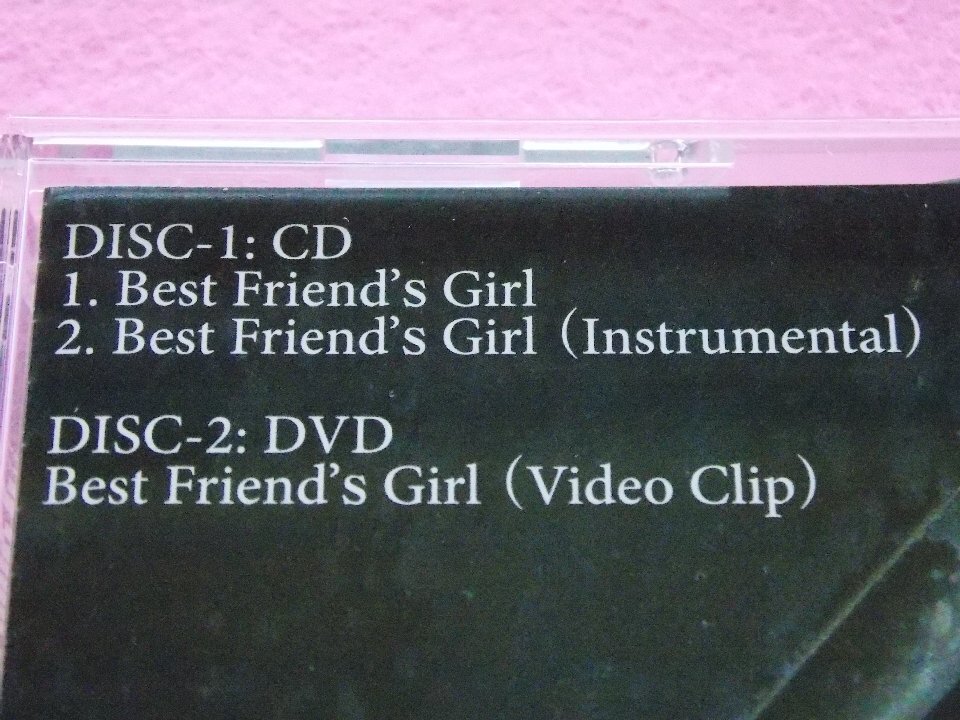 DISC-1: CD
1. Best Friend's Girl
2. Best Friend's Girl（Instrumental）
DISC-2: DVD
Best Friend's Girl（Video Clip）